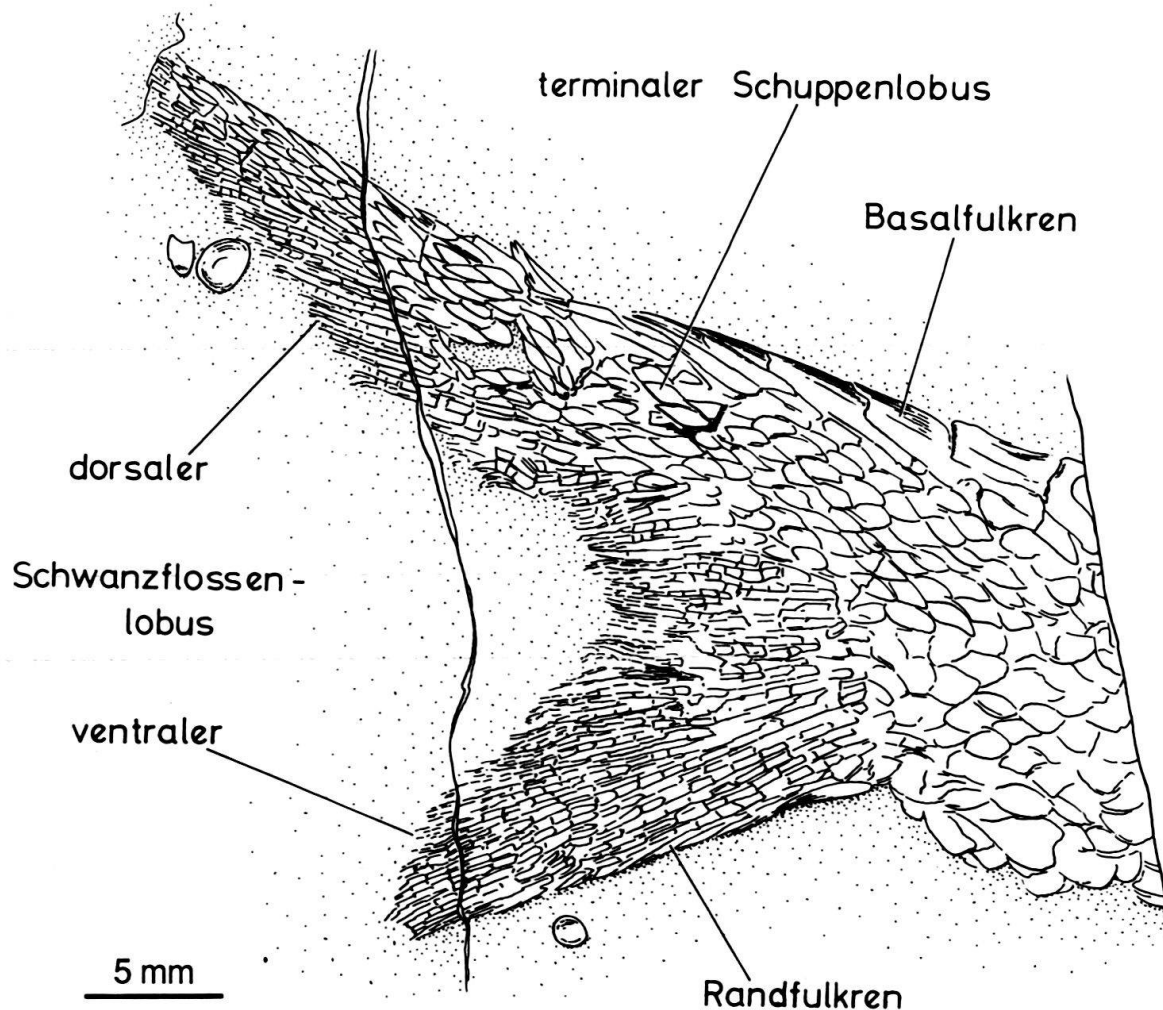 terminaler Schuppenlobus
Basalfulkren
dorsaler
Schwanzflossen-
lobus
ventraler
5 mm
Randfulkren